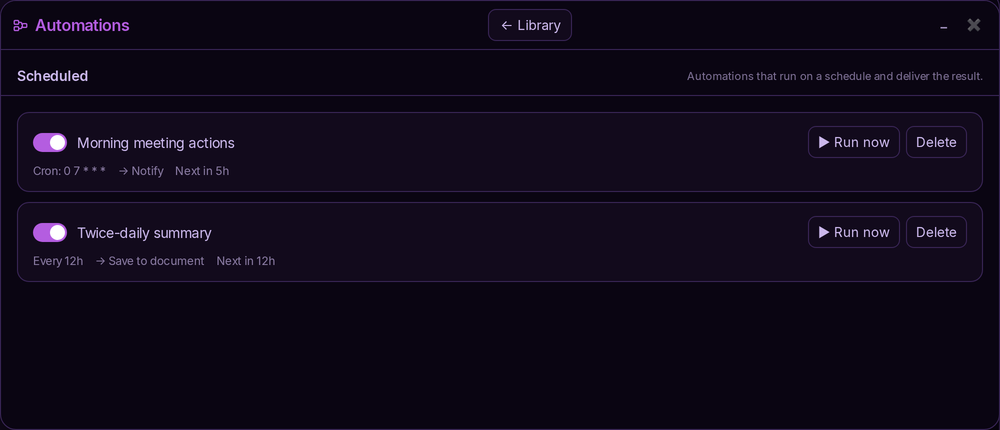 Automations
← Library
Scheduled
Automations that run on a schedule and deliver the result.
Morning meeting actions
▶ Run now
Delete
Cron: 0 7 * * * → Notify Next in 5h
Twice-daily summary
▶ Run now
Delete
Every 12h → Save to document Next in 12h